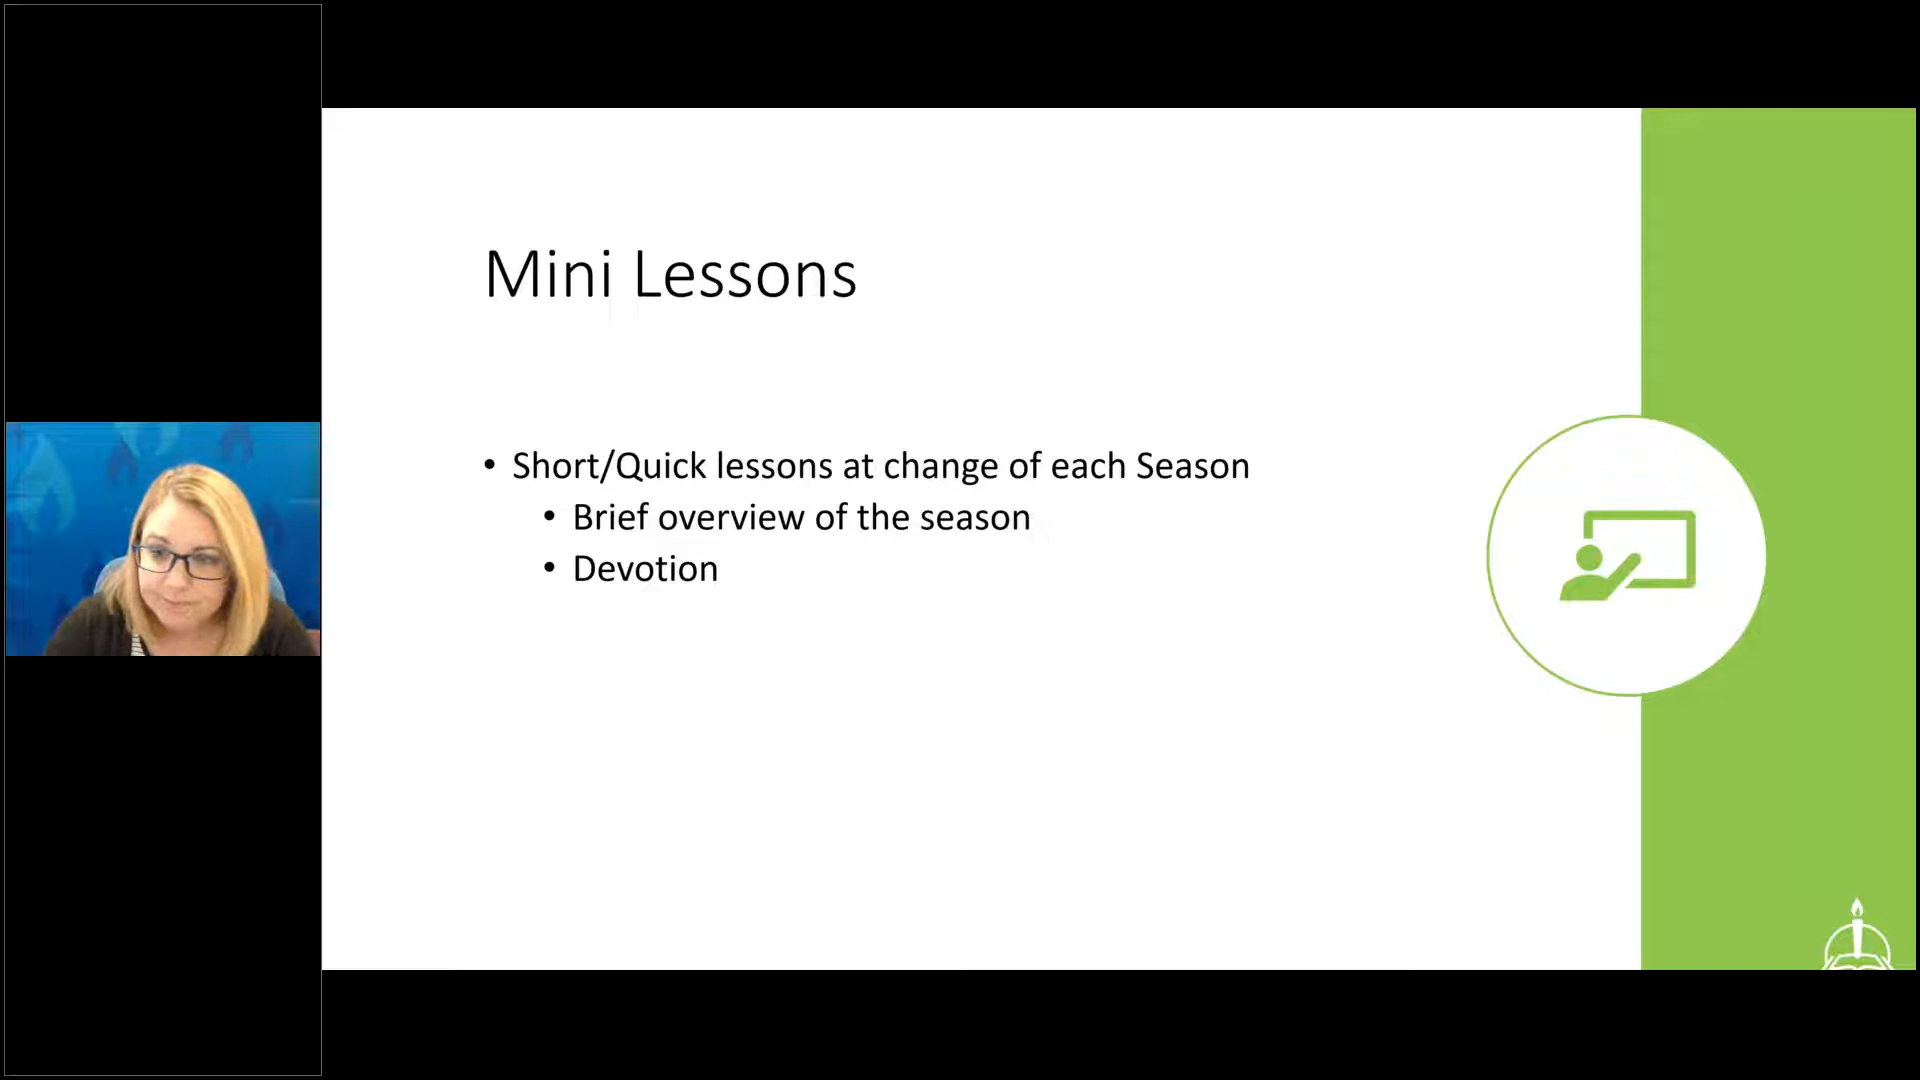 Mini Lessons
• Short/Quick lessons at change of each Season
• Brief overview of the season
• Devotion